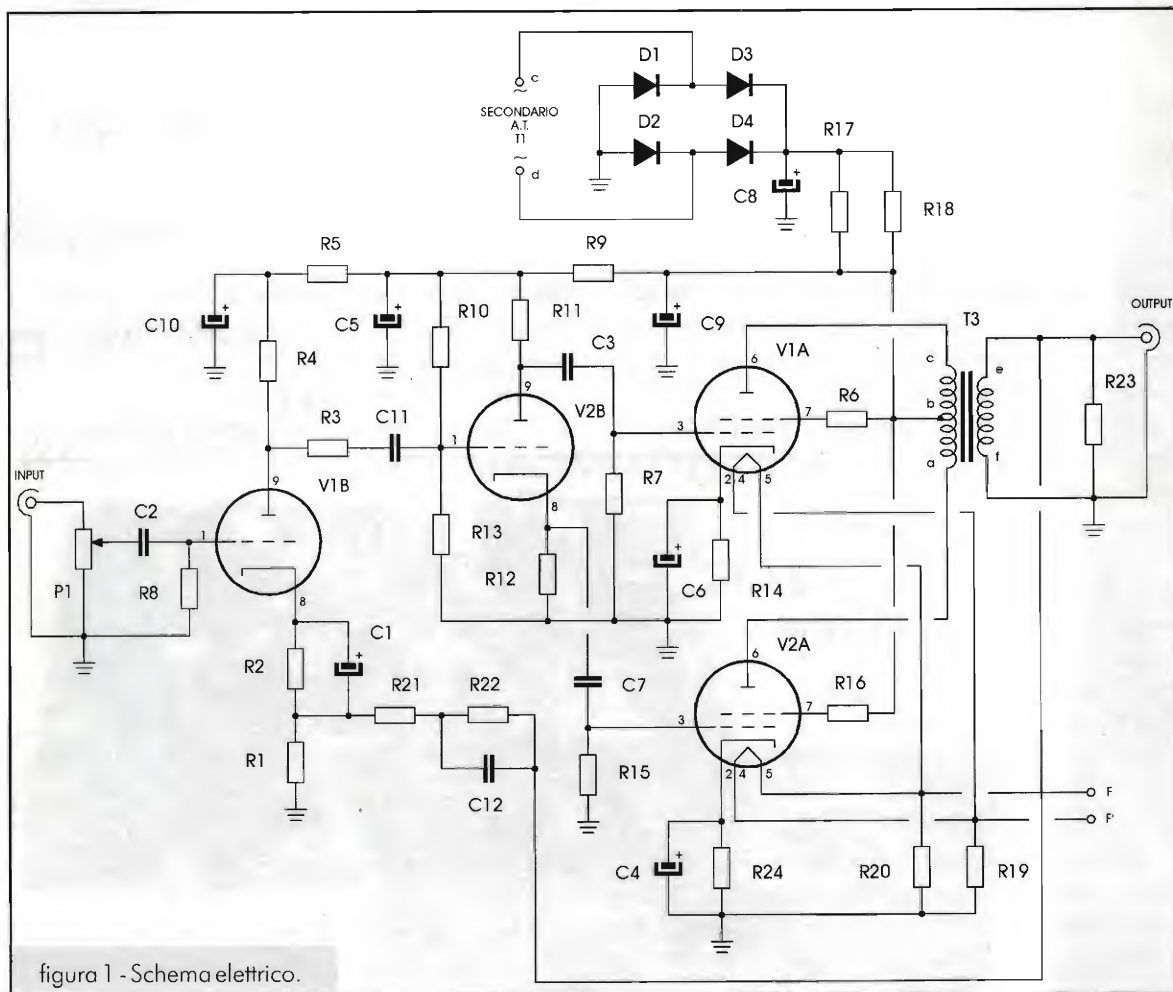 D1 D3
c
~
SECONDARIO
A.T.
T1
~
d
D2 D4
R17
C8 +
R18
R5 R9
C10 + C5 + R10 R11 C3 C9 + T3 OUTPUT
R4 V1A
6 c e
R3 C11 9 V2B 3 7 R6 b R23
1 a f
INPUT 9 V1B R7 2 4 5
C2 8
1 R13
P1 R8 R12 + C6 R14
8 C1 + V2A
R2 6
R21 R22 C7 R16
3 7
R1 R15 2 4 5
C12 F
F'
C4 + R24 R20 R19
figura 1 - Schema elettrico.